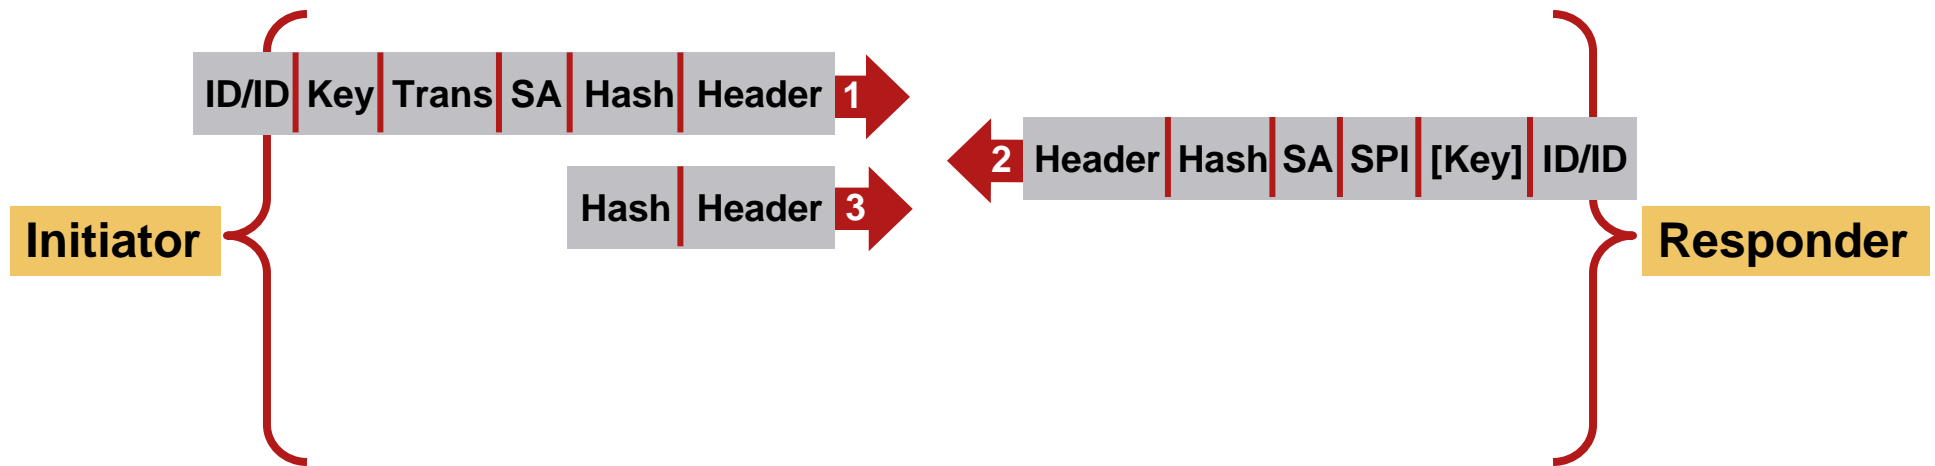 ID/ID Key Trans SA Hash Header 1
2 Header Hash SA SPI [Key] ID/ID
Hash Header 3
Initiator
Responder